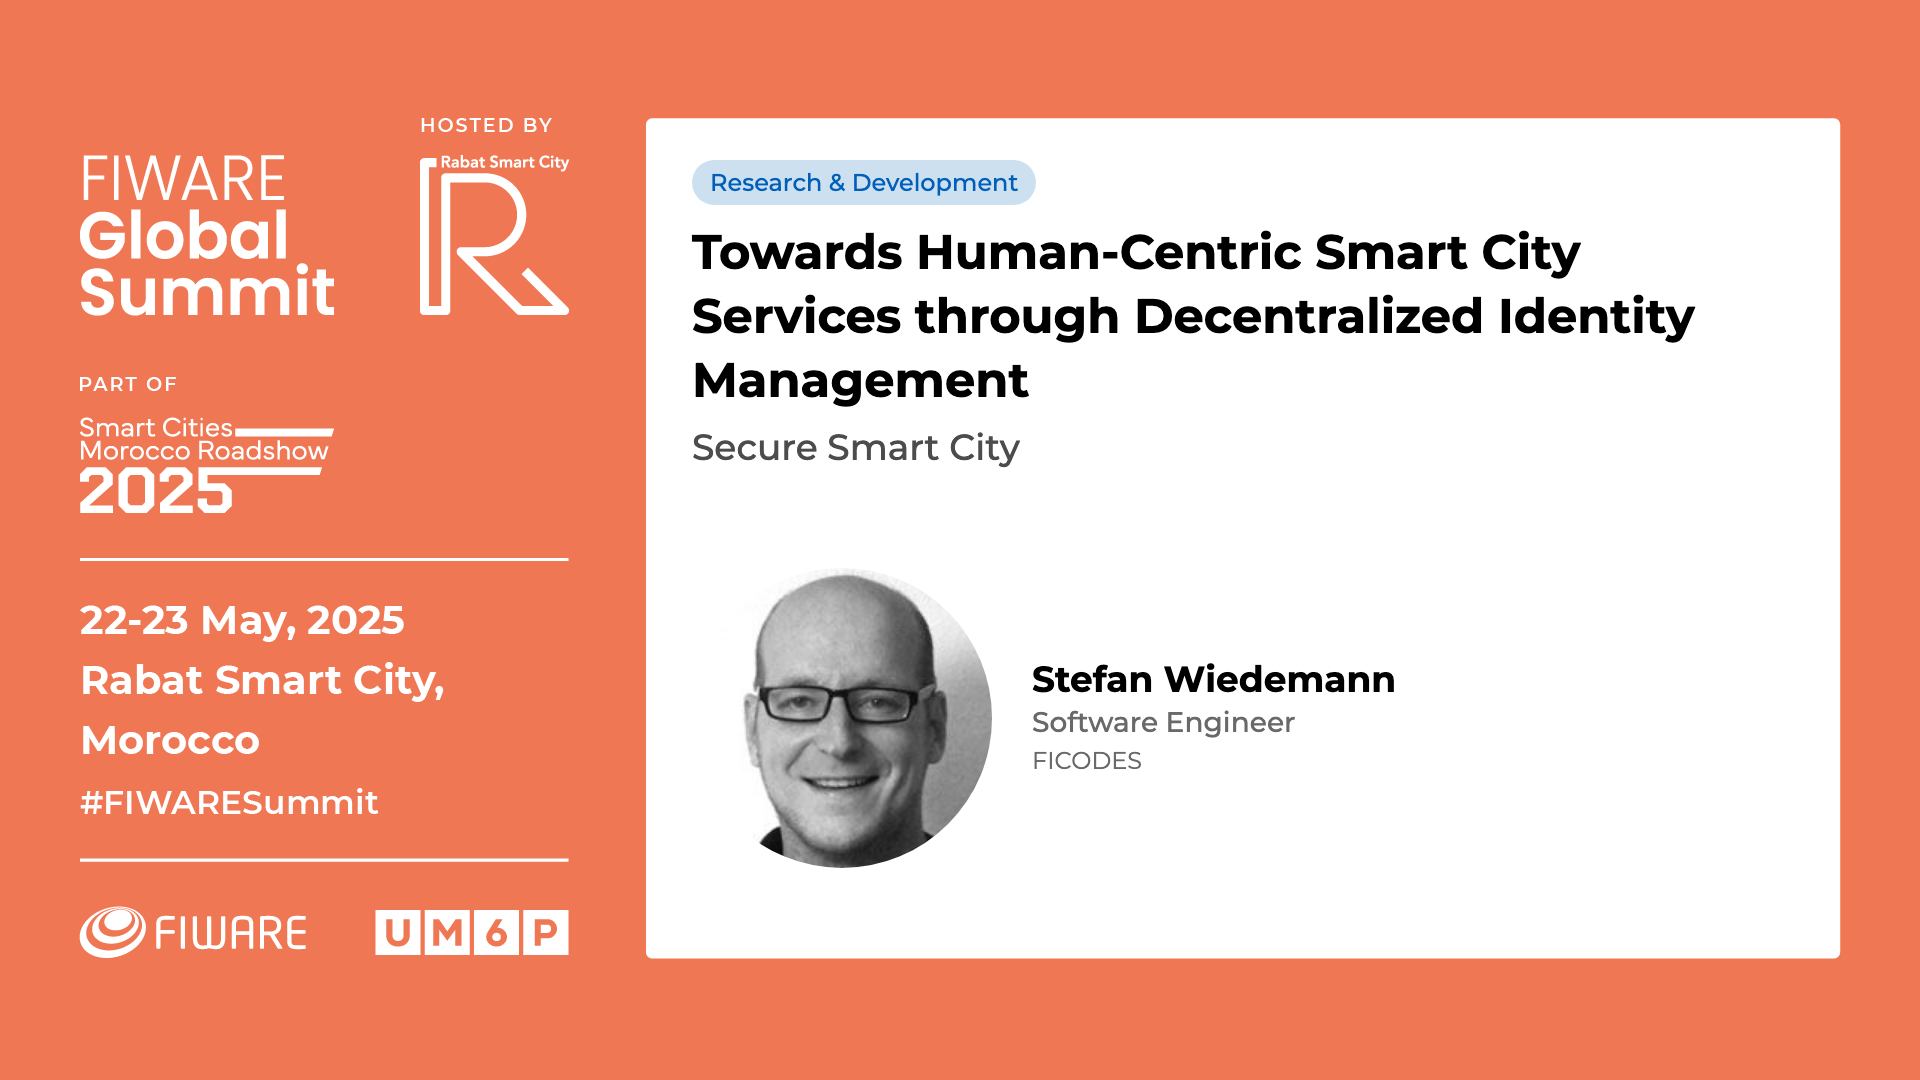 FIWARE
Global
Summit
HOSTED BY
Rabat Smart City
R
PART OF
Smart Cities
Morocco Roadshow
2025
22-23 May, 2025
Rabat Smart City,
Morocco
#FIWARESummit
FIWARE
UM6P
Research & Development
Towards Human-Centric Smart City
Services through Decentralized Identity
Management
Secure Smart City
Stefan Wiedemann
Software Engineer
FICODES